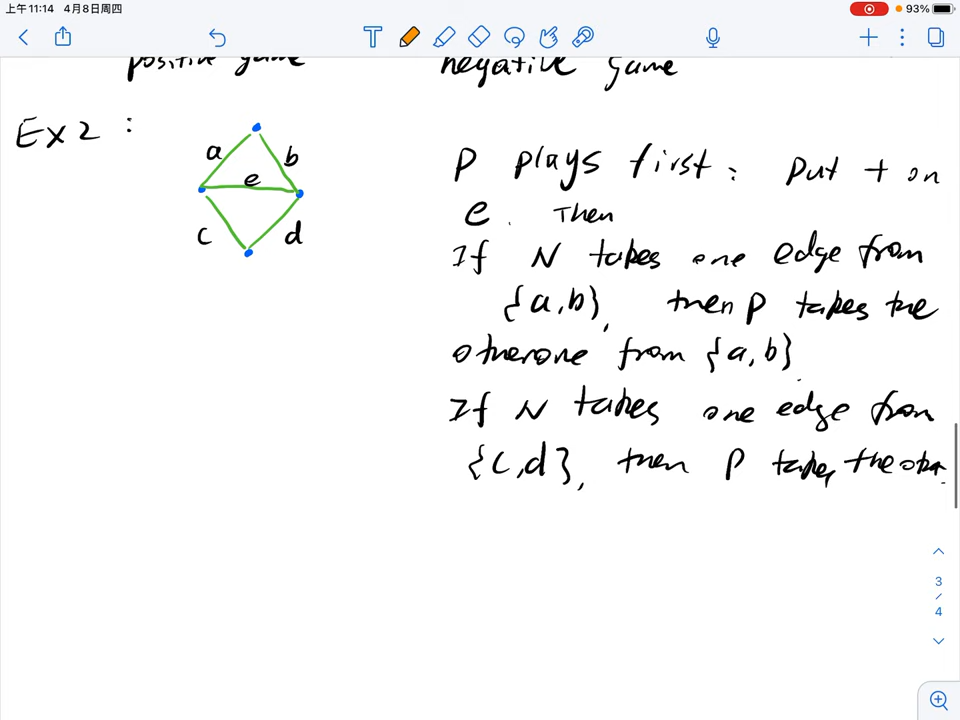 上午11:14 4月8日周四
93%
T
positive game negative game
Ex 2 :
a
b
e
c
d
P plays first: Put + on
e. Then
If N takes one edge from
{a,b}, then P takes the
other one from {a,b}
If N takes one edge from
{c,d}, then P takes the other.
3
/
4